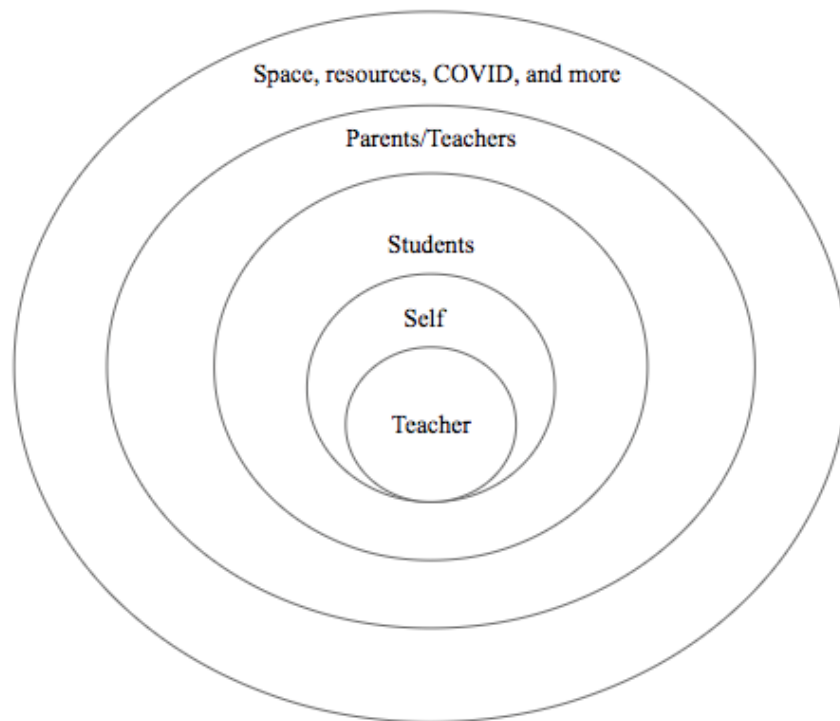 Space, resources, COVID, and more
Parents/Teachers
Students
Self
Teacher